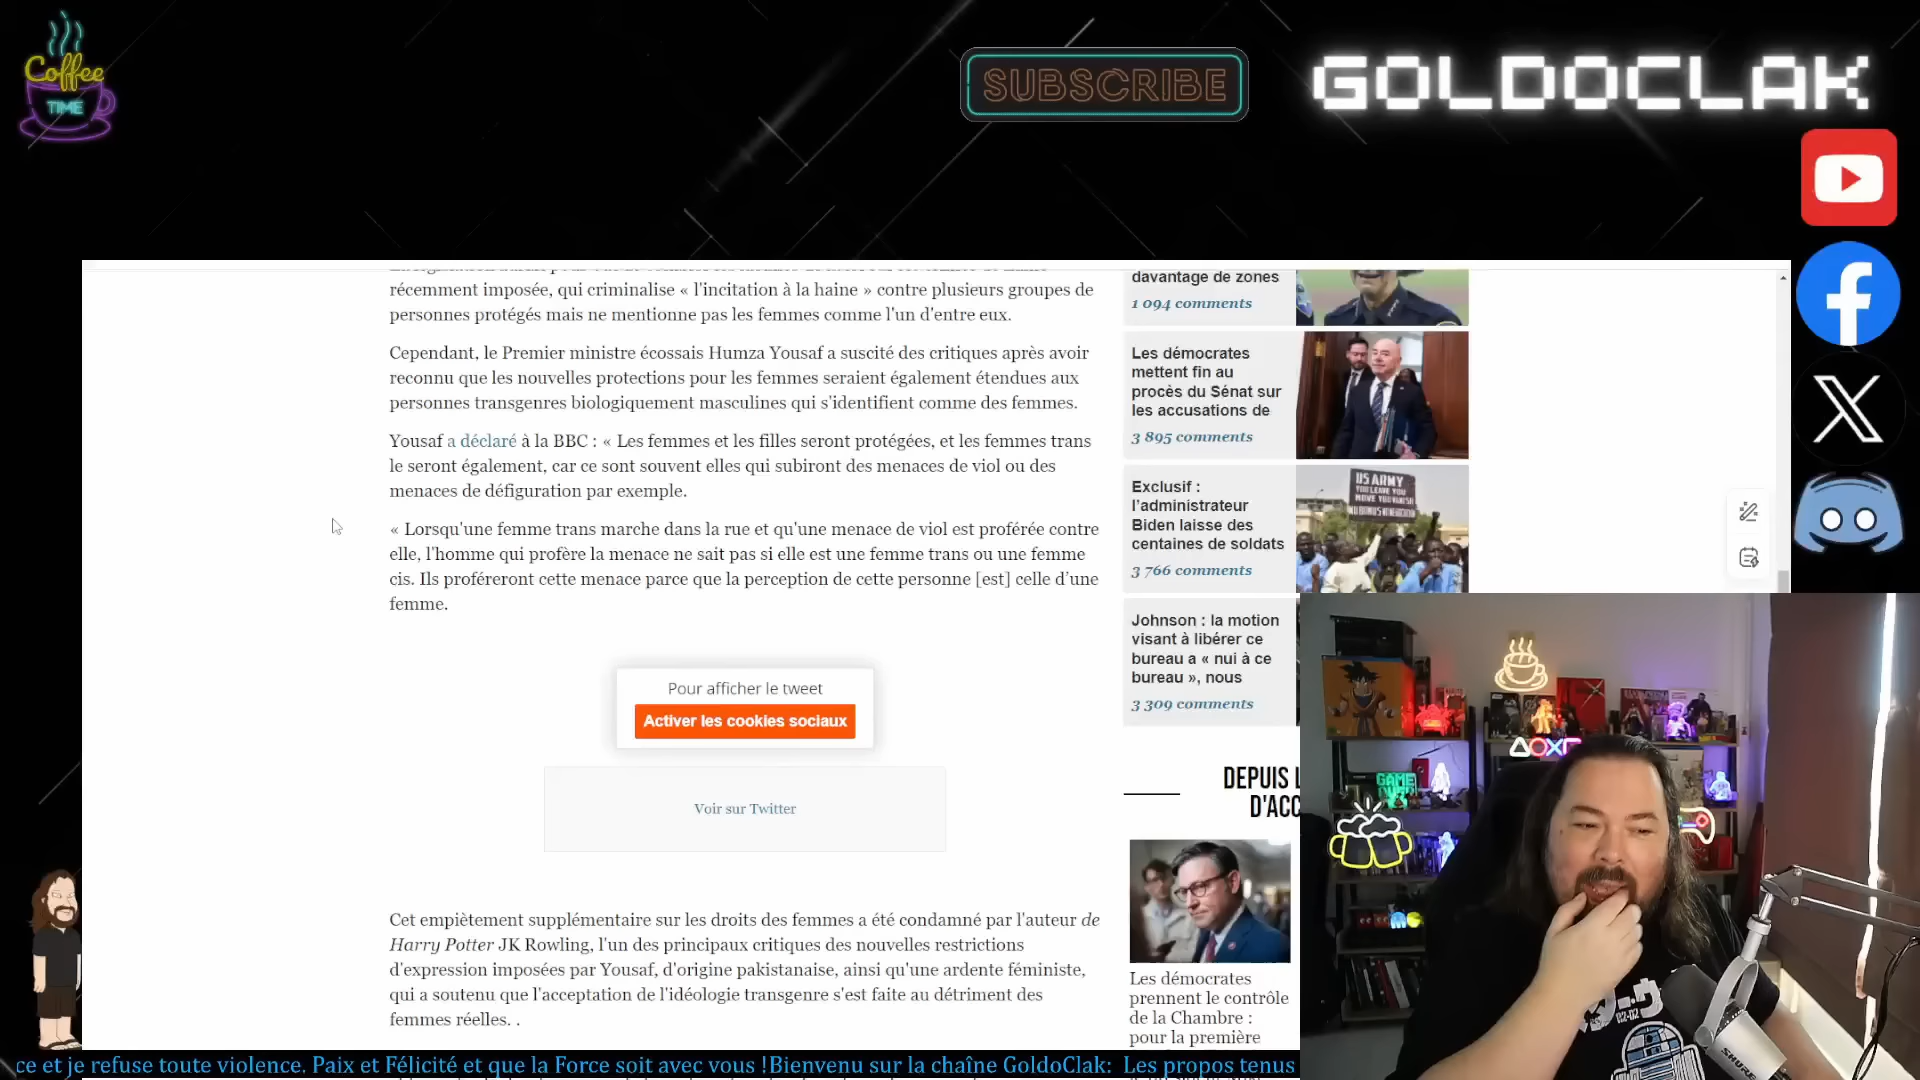 Coffee
TIME
SUBSCRIBE
GOLDOCLAK
récemment imposée, qui criminalise « l'incitation à la haine » contre plusieurs groupes de
personnes protégés mais ne mentionne pas les femmes comme l'un d'entre eux.
Cependant, le Premier ministre écossais Humza Yousaf a suscité des critiques après avoir
reconnu que les nouvelles protections pour les femmes seraient également étendues aux
personnes transgenres biologiquement masculines qui s'identifient comme des femmes.
Yousaf a déclaré à la BBC : « Les femmes et les filles seront protégées, et les femmes trans
le seront également, car ce sont souvent elles qui subiront des menaces de viol ou des
menaces de défiguration par exemple.
« Lorsqu'une femme trans marche dans la rue et qu'une menace de viol est proférée contre
elle, l'homme qui profère la menace ne sait pas si elle est une femme trans ou une femme
cis. Ils proféreront cette menace parce que la perception de cette personne [est] celle d’une
femme.
Pour afficher le tweet
Activer les cookies sociaux
Voir sur Twitter
Cet empiètement supplémentaire sur les droits des femmes a été condamné par l'auteur de
Harry Potter JK Rowling, l'un des principaux critiques des nouvelles restrictions
d'expression imposées par Yousaf, d'origine pakistanaise, ainsi qu'une ardente féministe,
qui a soutenu que l'acceptation de l'idéologie transgenre s'est faite au détriment des
femmes réelles. .
davantage de zones
1 094 comments
Les démocrates
mettent fin au
procès du Sénat sur
les accusations de
3 895 comments
Exclusif :
l’administrateur
Biden laisse des
centaines de soldats
3 766 comments
US ARMY
YOU LEAVE YOU
MOVE YOU VANISH
Johnson : la motion
visant à libérer ce
bureau a « nui à ce
bureau », nous
3 309 comments
DEPUIS L
D'ACC
Les démocrates
prennent le contrôle
de la Chambre :
pour la première
GAME
OVER
SHURE
ce et je refuse toute violence. Paix et Félicité et que la Force soit avec vous !Bienvenu sur la chaîne GoldoClak: Les propos tenus